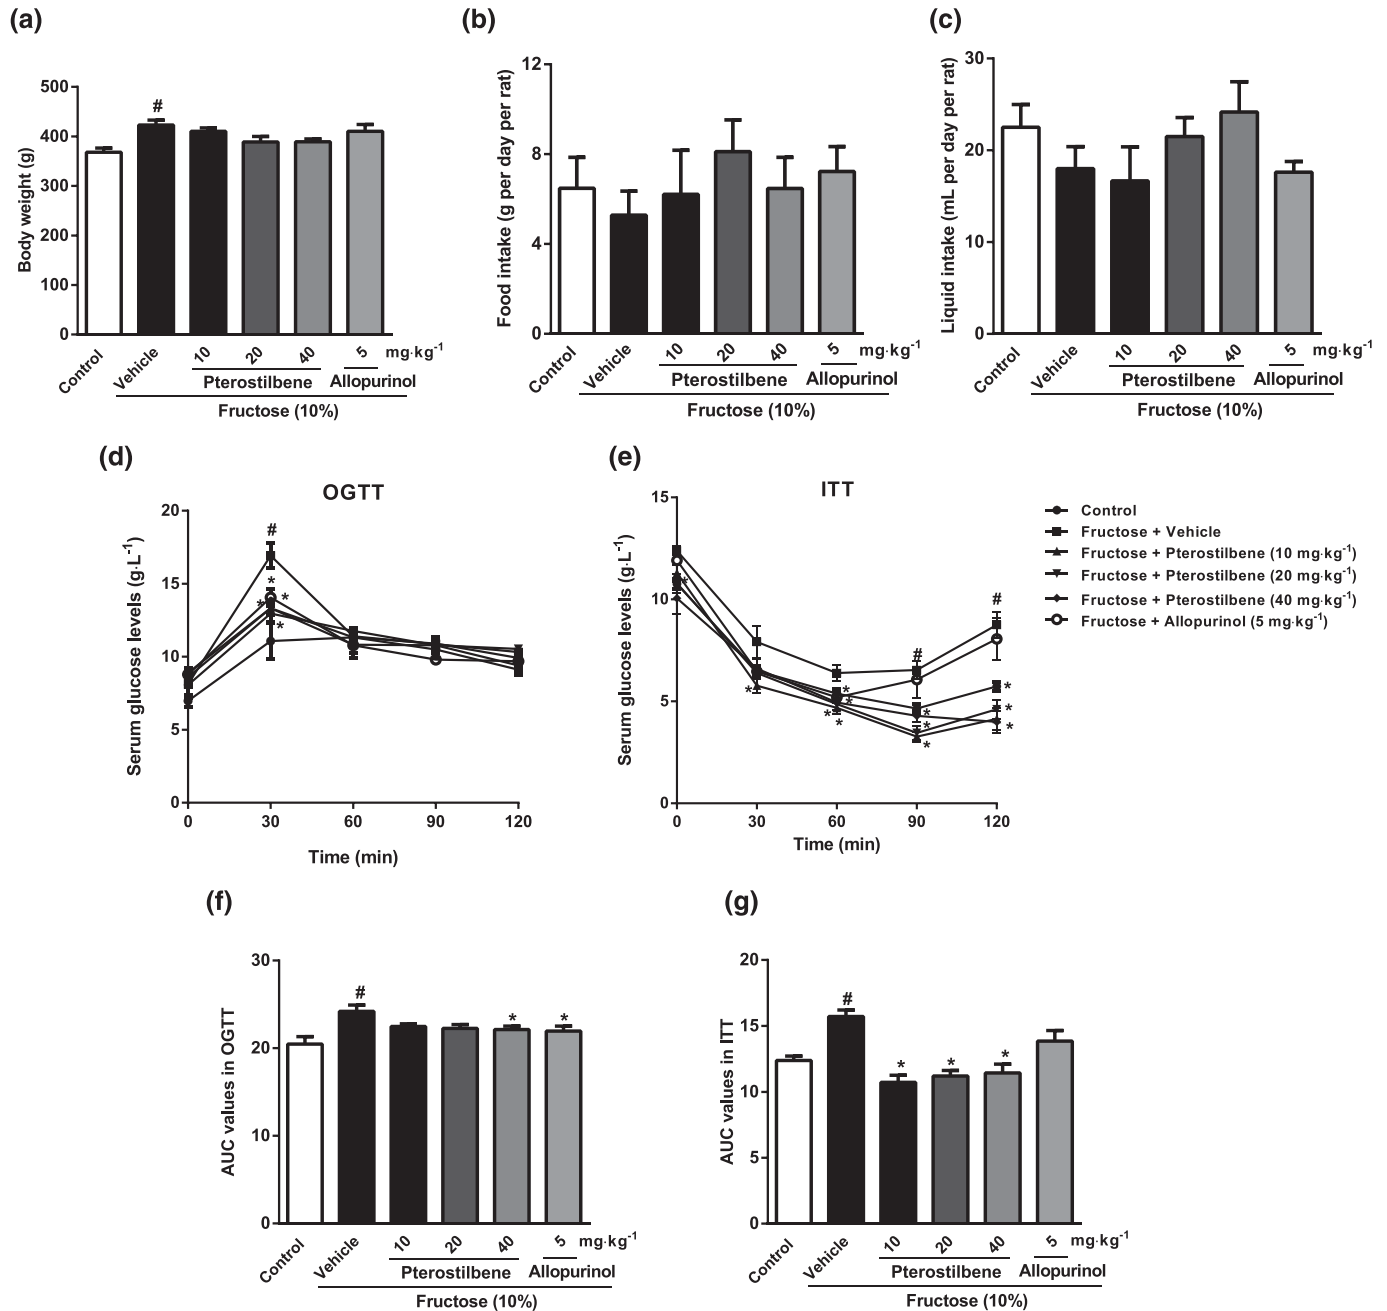 (a)
(b)
(c)
500
400
300
200
100
0
Body weight (g)
#
Control
Vehicle
10
20
40
5
mg·kg-1
Pterostilbene
Allopurinol
Fructose (10%)
12
8
4
0
Food intake (g per day per rat)
Control
Vehicle
10
20
40
5
mg·kg-1
Pterostilbene
Allopurinol
Fructose (10%)
30
20
10
0
Liquid intake (mL per day per rat)
Control
Vehicle
10
20
40
5
mg·kg-1
Pterostilbene
Allopurinol
Fructose (10%)
(d)
(e)
OGTT
20
15
10
5
0
Serum glucose levels (g·L-1)
#
*
*
*
*
0
30
60
90
120
Time (min)
ITT
15
10
5
0
Serum glucose levels (g·L-1)
*
*
*
*
*
*
#
*
*
*
#
*
*
*
0
30
60
90
120
Time (min)
Control
Fructose + Vehicle
Fructose + Pterostilbene (10 mg·kg-1)
Fructose + Pterostilbene (20 mg·kg-1)
Fructose + Pterostilbene (40 mg·kg-1)
Fructose + Allopurinol (5 mg·kg-1)
(f)
(g)
30
20
10
0
AUC values in OGTT
#
*
*
Control
Vehicle
10
20
40
5
mg·kg-1
Pterostilbene
Allopurinol
Fructose (10%)
20
15
10
5
0
AUC values in ITT
#
*
*
*
Control
Vehicle
10
20
40
5
mg·kg-1
Pterostilbene
Allopurinol
Fructose (10%)